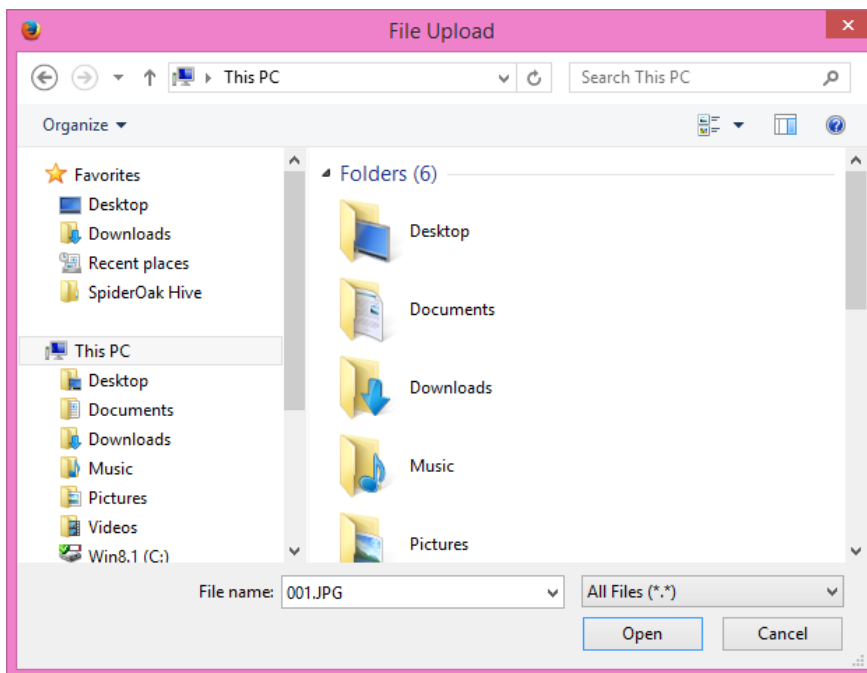 File Upload
This PC
Search This PC
Organize
Favorites
Desktop
Downloads
Recent places
SpiderOak Hive
This PC
Desktop
Documents
Downloads
Music
Pictures
Videos
Win8.1 (C:)
Folders (6)
Desktop
Documents
Downloads
Music
Pictures
File name: 001.JPG
All Files (*.*)
Open Cancel